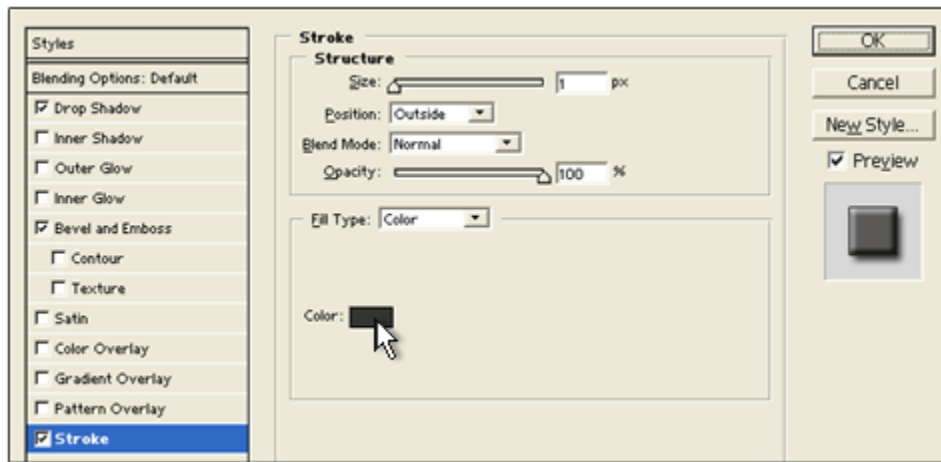 Styles
Blending Options: Default
Drop Shadow
Inner Shadow
Outer Glow
Inner Glow
Bevel and Emboss
Contour
Texture
Satin
Color Overlay
Gradient Overlay
Pattern Overlay
Stroke
Stroke
Structure
Size: 1 px
Position: Outside
Blend Mode: Normal
Opacity: 100 %
Fill Type: Color
Color:
OK
Cancel
New Style...
Preview